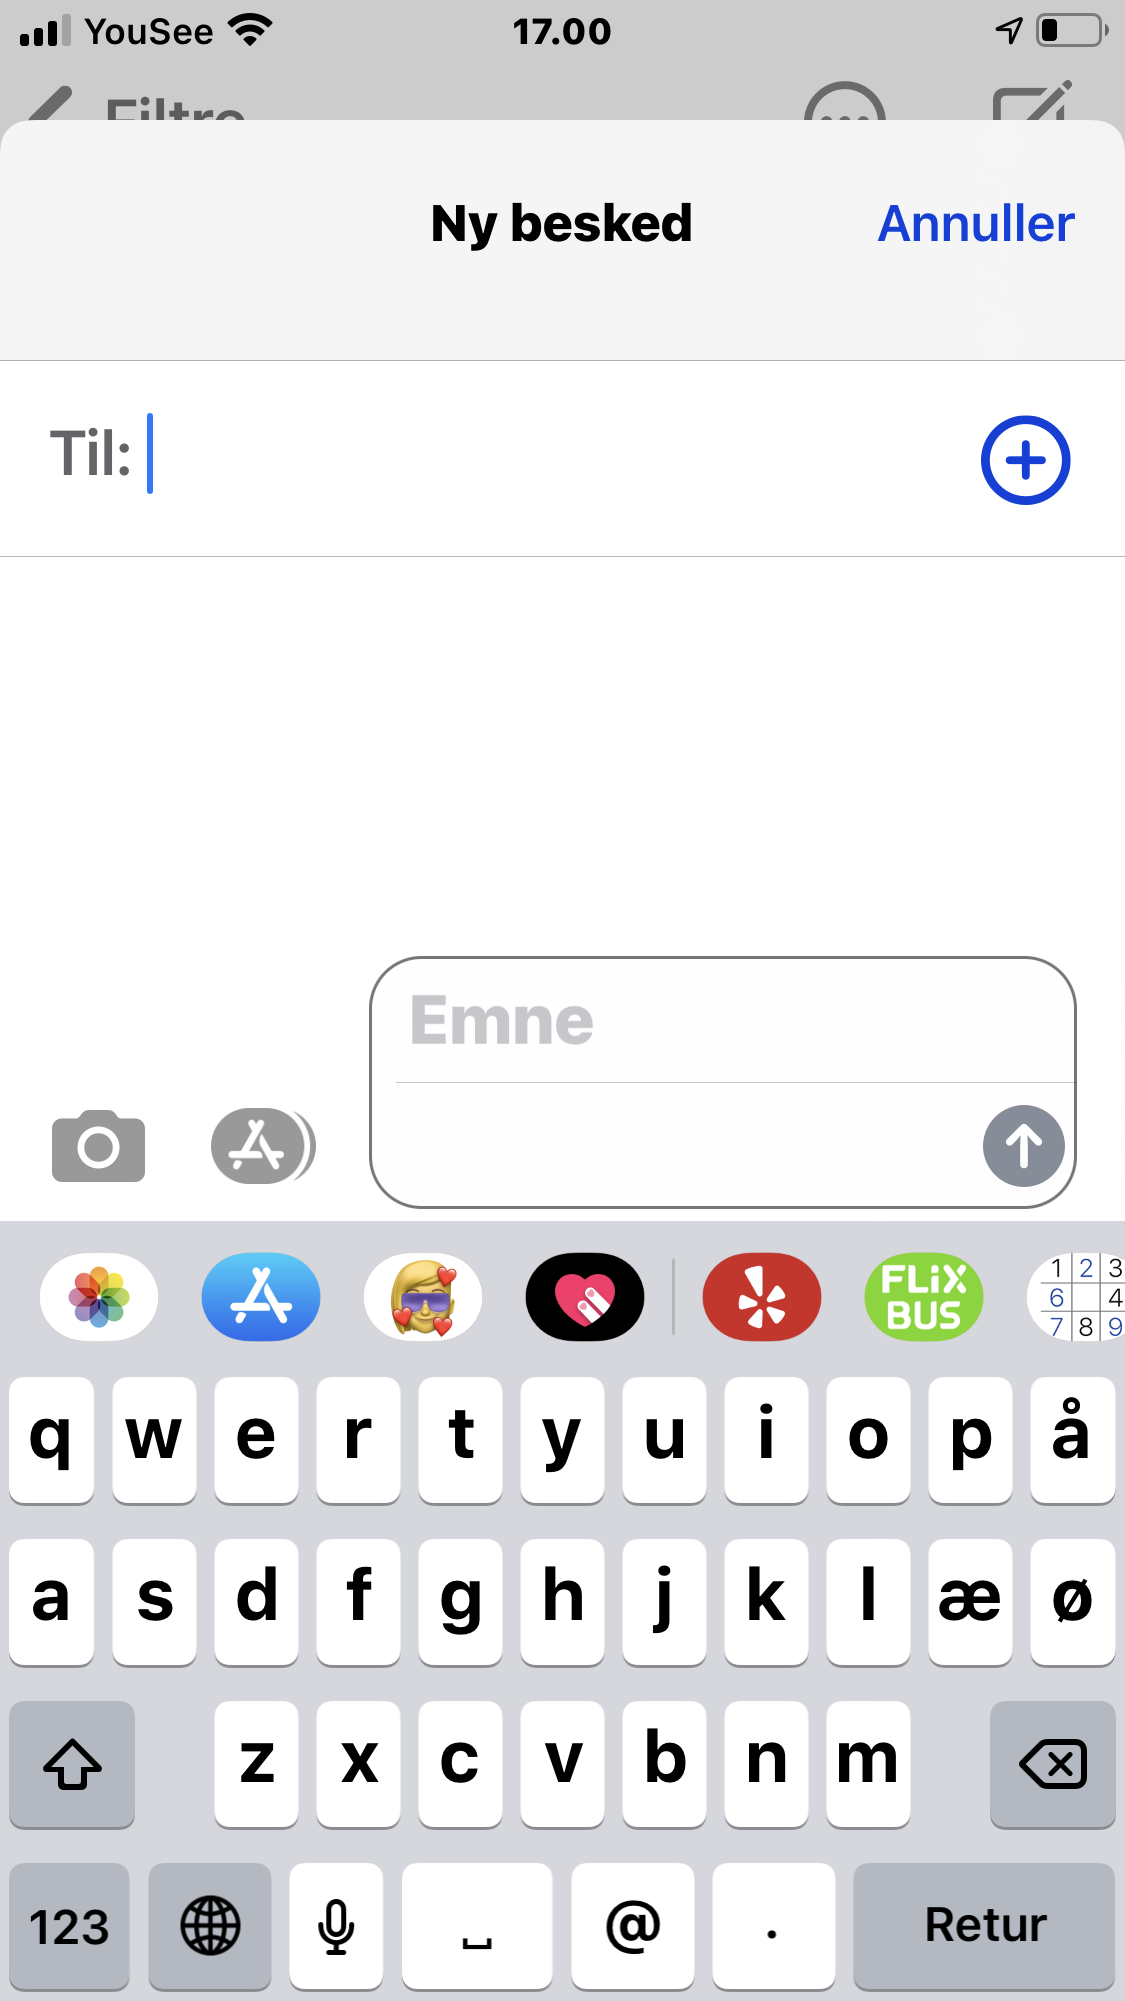 YouSee 17.00
Filtre
Ny besked Annuller
Til:
Emne
FLiX BUS
1 2 3
6 4
7 8 9
q w e r t y u i o p å
a s d f g h j k l æ ø
z x c v b n m
123 @ . Retur